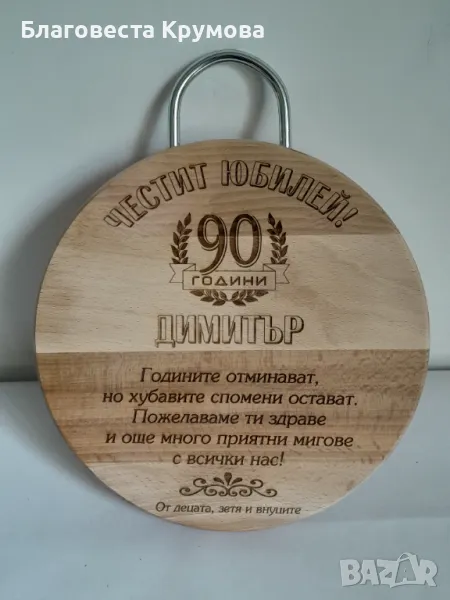 Благовеста Крумова
ЧЕСТИТ ЮБИЛЕЙ!
90
ГОДИНИ
ДИМИТЪР
Годините отминават,
но хубавите спомени остават.
Пожелаваме ти здраве
и още много приятни мигове
с всички нас!
От децата, зетя и внуците
BAZAR